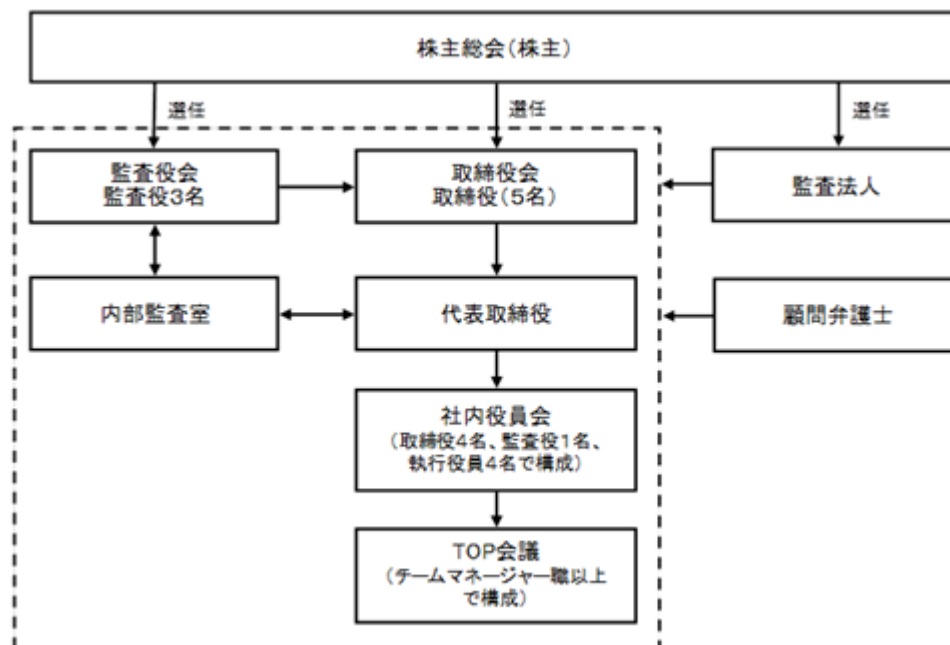 株主総会(株主)
選任
選任
選任
監査役会
監査役3名
取締役会
取締役(5名)
監査法人
内部監査室
代表取締役
顧問弁護士
社内役員会
(取締役4名、監査役1名、
執行役員4名で構成)
TOP会議
(チームマネージャー職以上
で構成)